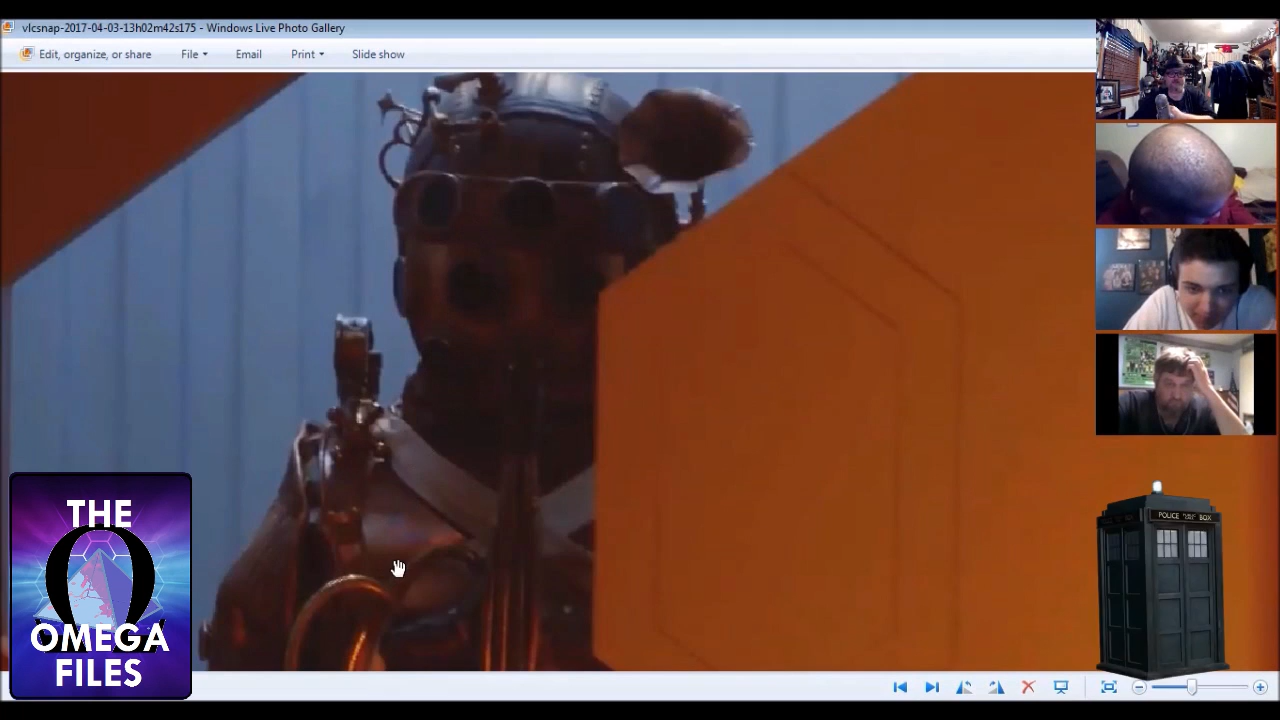 vlcsnap-2017-04-03-13h02m42s175 - Windows Live Photo Gallery
Edit, organize, or share File Email Print Slide show
THE
OMEGA
FILES
POLICE BOX